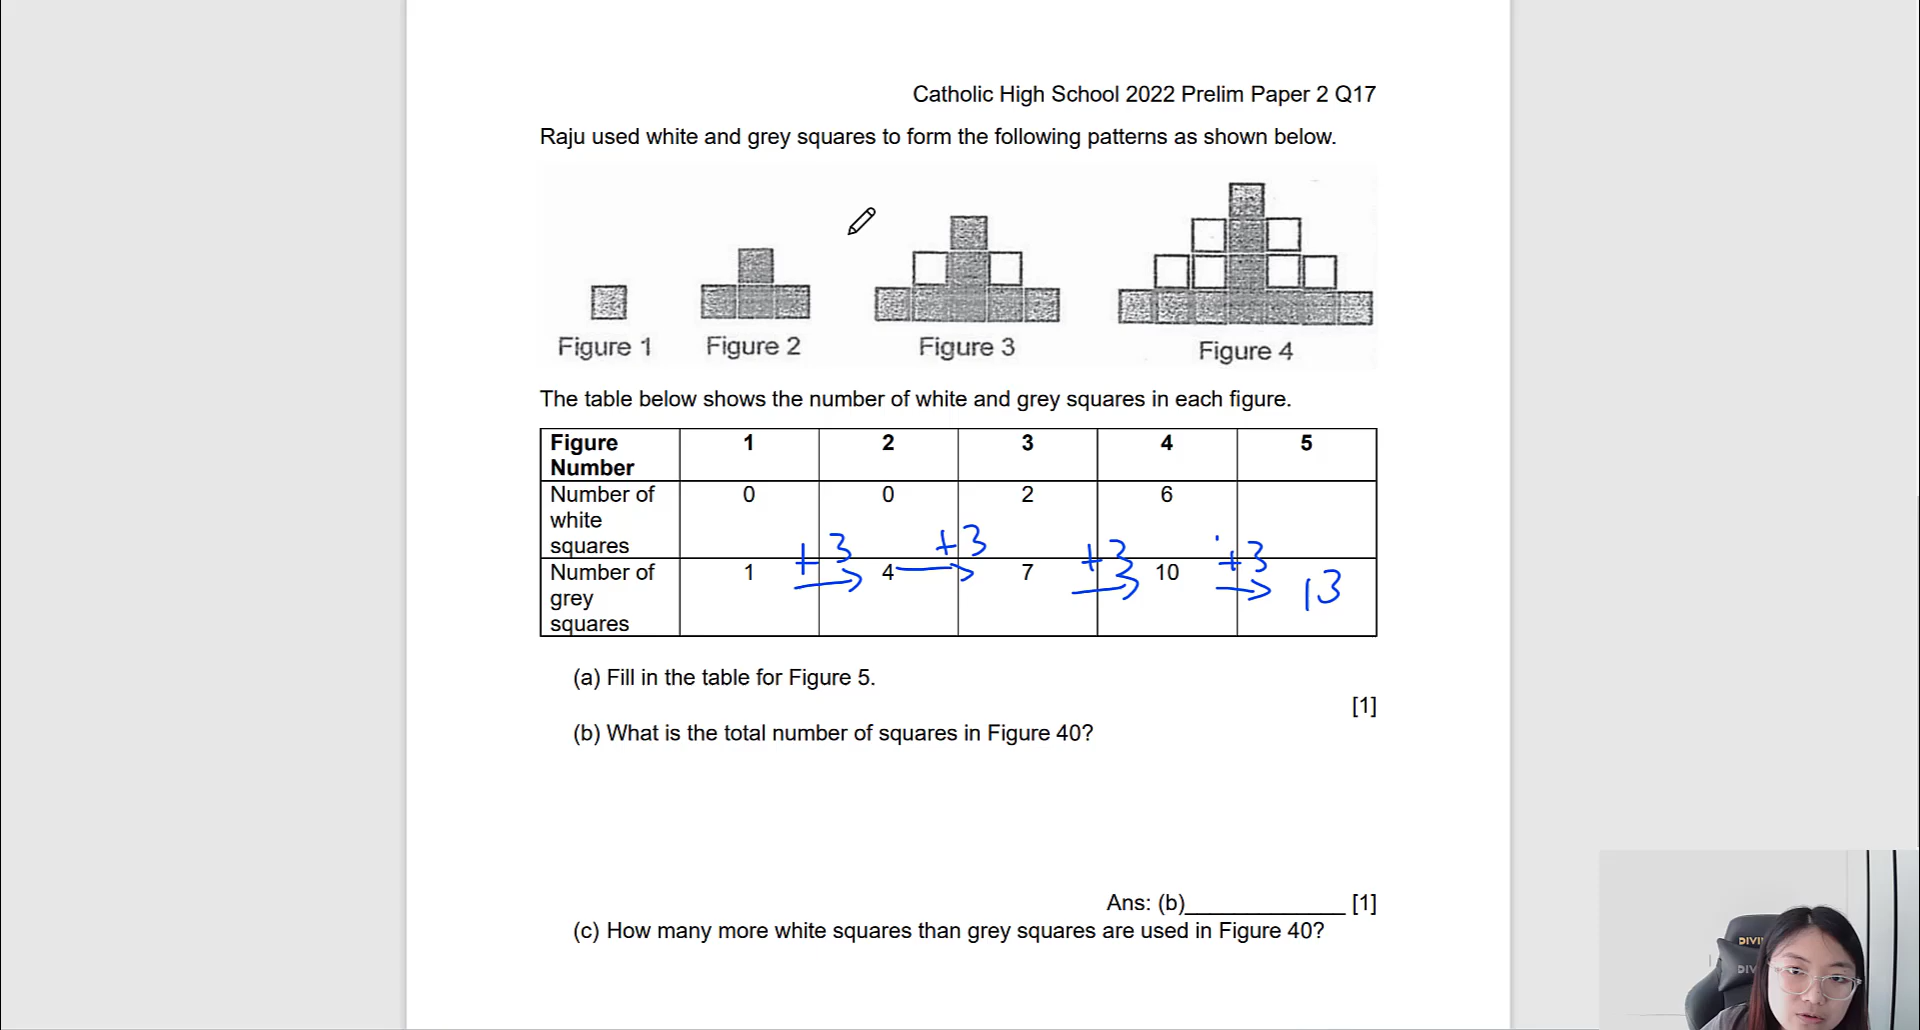 Catholic High School 2022 Prelim Paper 2 Q17
Raju used white and grey squares to form the following patterns as shown below.
Figure 1 Figure 2 Figure 3 Figure 4
The table below shows the number of white and grey squares in each figure.
Figure Number 1 2 3 4 5
Number of white squares 0 0 2 6
+3 +3 +3 +3
Number of grey squares 1 4 7 10 13
(a) Fill in the table for Figure 5.
[1]
(b) What is the total number of squares in Figure 40?
Ans: (b)_____________ [1]
(c) How many more white squares than grey squares are used in Figure 40?
DIVI
DIV